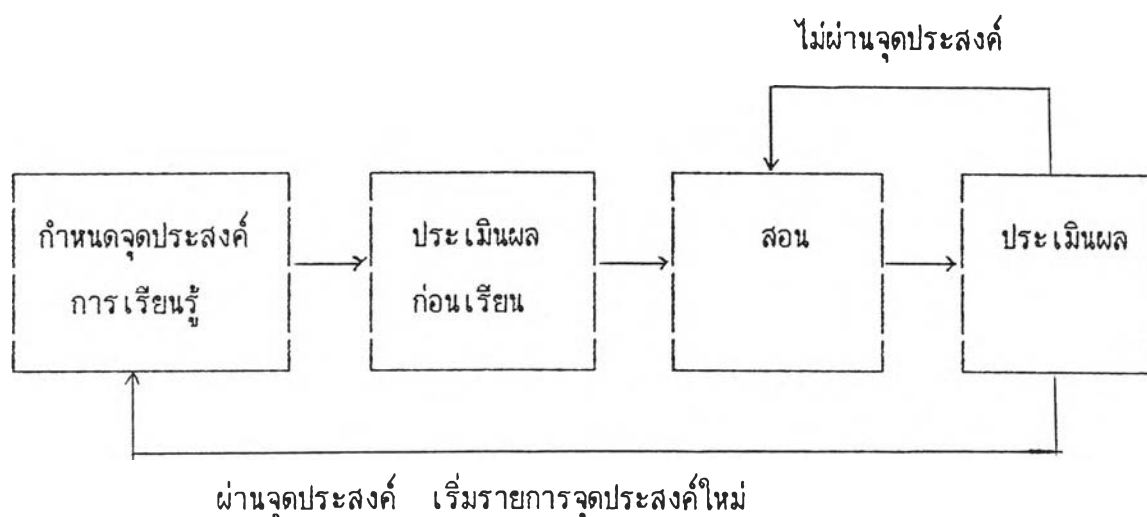 ไม่ผ่านจุดประสงค์
กำหนดจุดประสงค์
การเรียนรู้
ประเมินผล
ก่อนเรียน
สอน
ประเมินผล
ผ่านจุดประสงค์ เริ่มรายการจุดประสงค์ใหม่